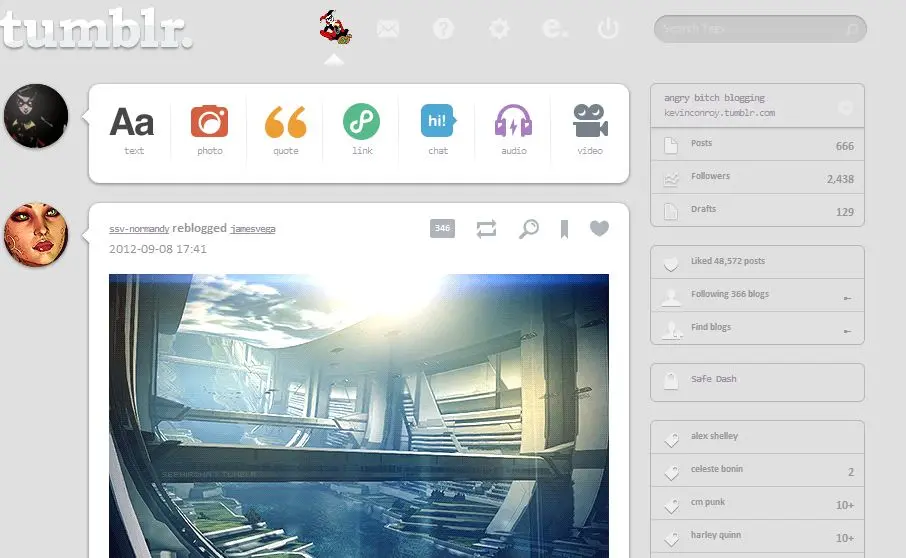 tumblr.
Search Tags
Aa
hi!
text
photo
quote
link
chat
audio
video
ssv-normandy reblogged jamesvega
346
2012-09-08 17:41
SEEHIRCHA | TUMBLR
angry bitch blogging
kevinconroy.tumblr.com
Posts 666
Followers 2,438
Drafts 129
Liked 48,572 posts
Following 366 blogs
Find blogs
Safe Dash
alex shelley
celeste bonin 2
cm punk 10+
harley quinn 10+